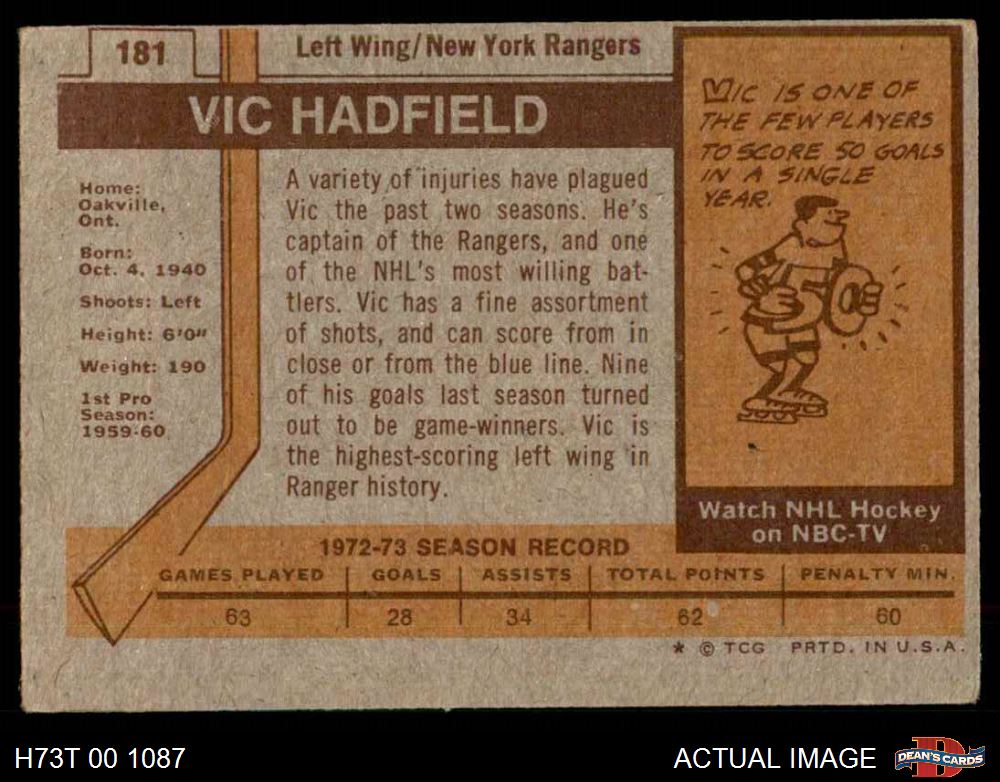 181
Left Wing/New York Rangers
VIC HADFIELD
Home:
Oakville,
Ont.
Born:
Oct. 4, 1940
Shoots: Left
Height: 6'0"
Weight: 190
1st Pro
Season:
1959-60
A variety of injuries have plagued
Vic the past two seasons. He's
captain of the Rangers, and one
of the NHL's most willing bat-
tlers. Vic has a fine assortment
of shots, and can score from in
close or from the blue line. Nine
of his goals last season turned
out to be game-winners. Vic is
the highest-scoring left wing in
Ranger history.
VIC IS ONE OF
THE FEW PLAYERS
TO SCORE 50 GOALS
IN A SINGLE
YEAR.
Watch NHL Hockey
on NBC-TV
1972-73 SEASON RECORD
GAMES PLAYED GOALS ASSISTS TOTAL POINTS PENALTY MIN.
63 28 34 62 60
* © TCG PRTD. IN U.S.A.
H73T 00 1087
ACTUAL IMAGE
D
DEAN'S CARDS